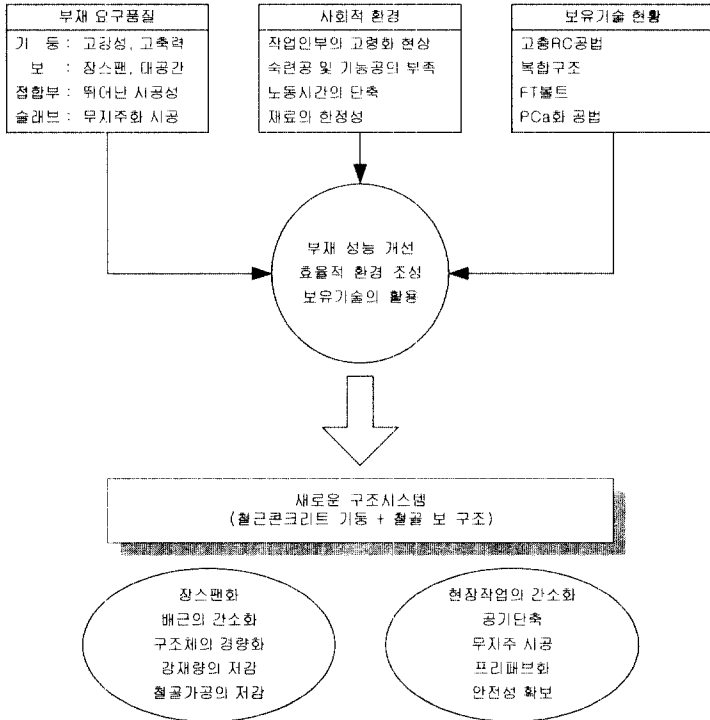 부재 요구품질
기 둥 : 고강성, 고축력
보 : 장스팬, 대공간
접합부 : 뛰어난 시공성
슬래브 : 무지주화 시공
사회적 환경
작업인부의 고령화 현상
숙련공 및 기능공의 부족
노동시간의 단축
재료의 한정성
보유기술 현황
고층RC공법
복합구조
FT볼트
PCa화 공법
부재 성능 개선
효율적 환경 조성
보유기술의 활용
새로운 구조시스템
(철근콘크리트 기둥 + 철골 보 구조)
장스팬화
배근의 간소화
구조체의 경량화
강재량의 저감
철골가공의 저감
현장작업의 간소화
공기단축
무지주 시공
프리패브화
안전성 확보